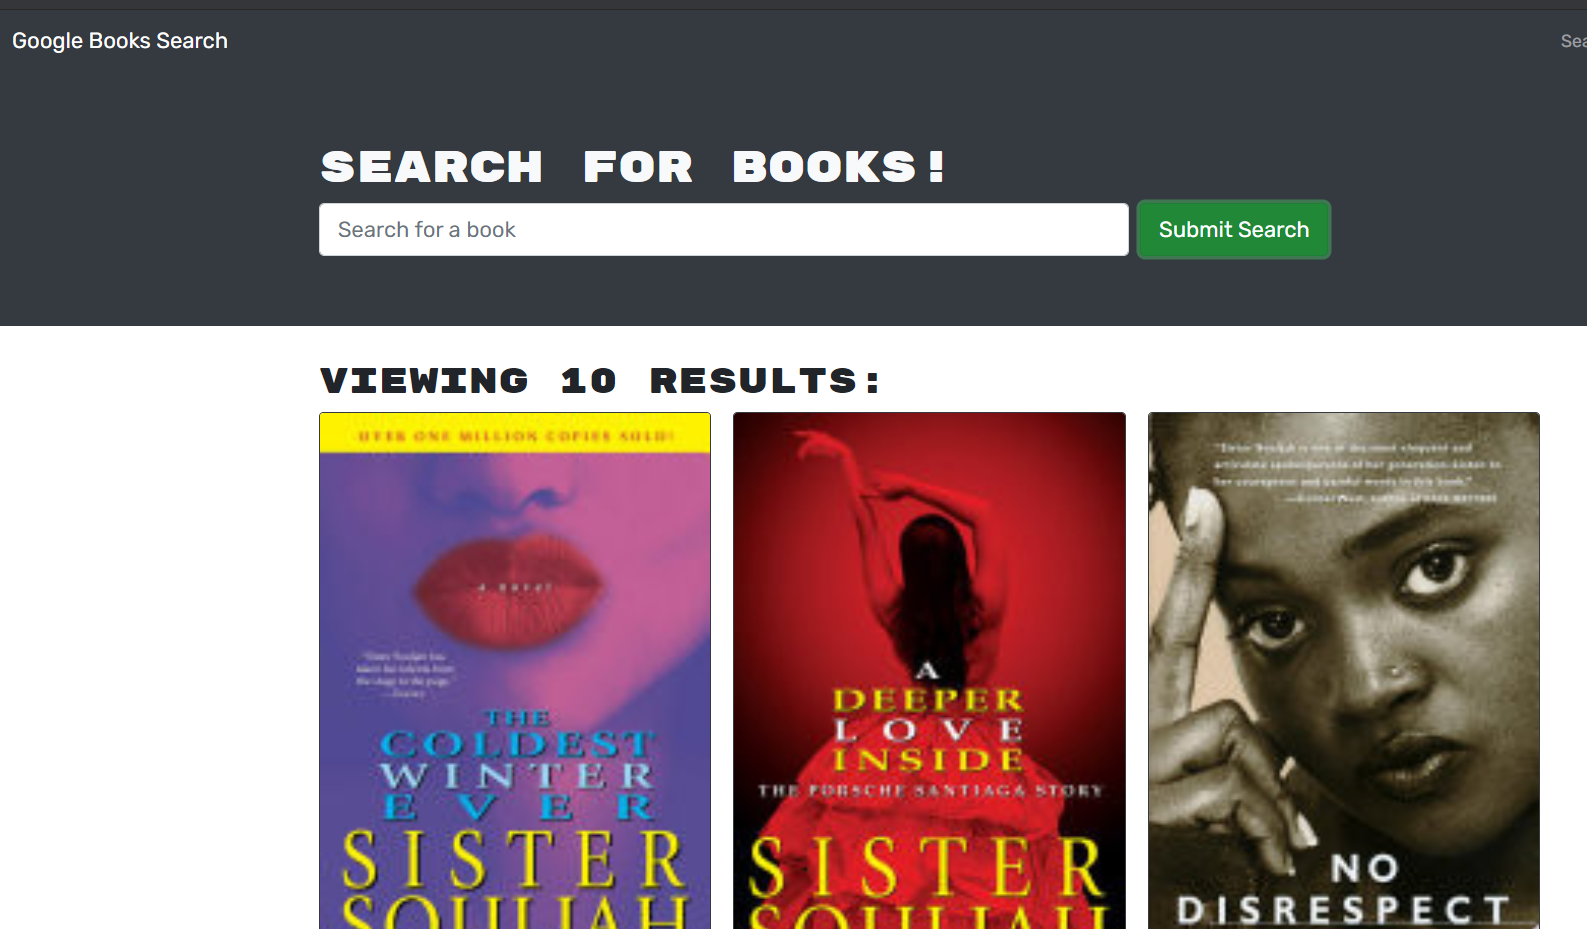 Google Books Search
Sea
SEARCH FOR BOOKS!
Search for a book
Submit Search
VIEWING 10 RESULTS:
OVER ONE MILLION COPIES SOLD!
a novel
THE
COLDEST
WINTER
EVER
SISTER
SOULJAH
A
DEEPER
LOVE
INSIDE
THE PORSCHE SANTIAGA STORY
SISTER
SOULJAH
NO
DISRESPECT